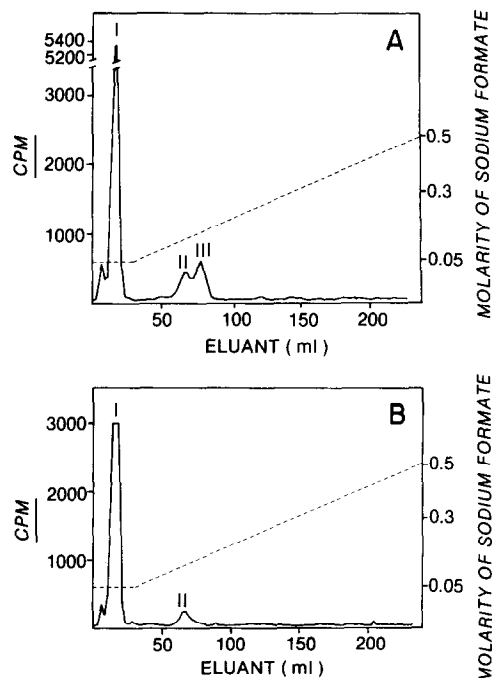 I
A
5400
5200
3000
2000
1000
CPM
II
III
0.5
0.3
0.05
MOLARITY OF SODIUM FORMATE
50
100
150
200
ELUANT ( ml )
I
B
3000
2000
1000
CPM
II
0.5
0.3
0.05
MOLARITY OF SODIUM FORMATE
50
100
150
200
ELUANT ( ml )